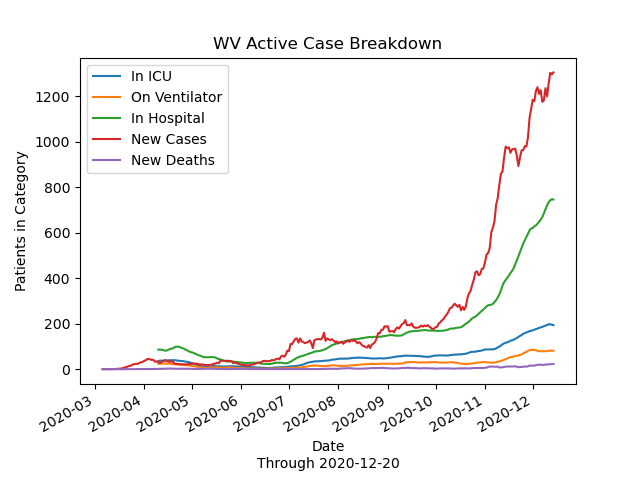 WV Active Case Breakdown
In ICU
On Ventilator
In Hospital
New Cases
New Deaths
Patients in Category
1200
1000
800
600
400
200
0
2020-03
2020-04
2020-05
2020-06
2020-07
2020-08
2020-09
2020-10
2020-11
2020-12
Date
Through 2020-12-20